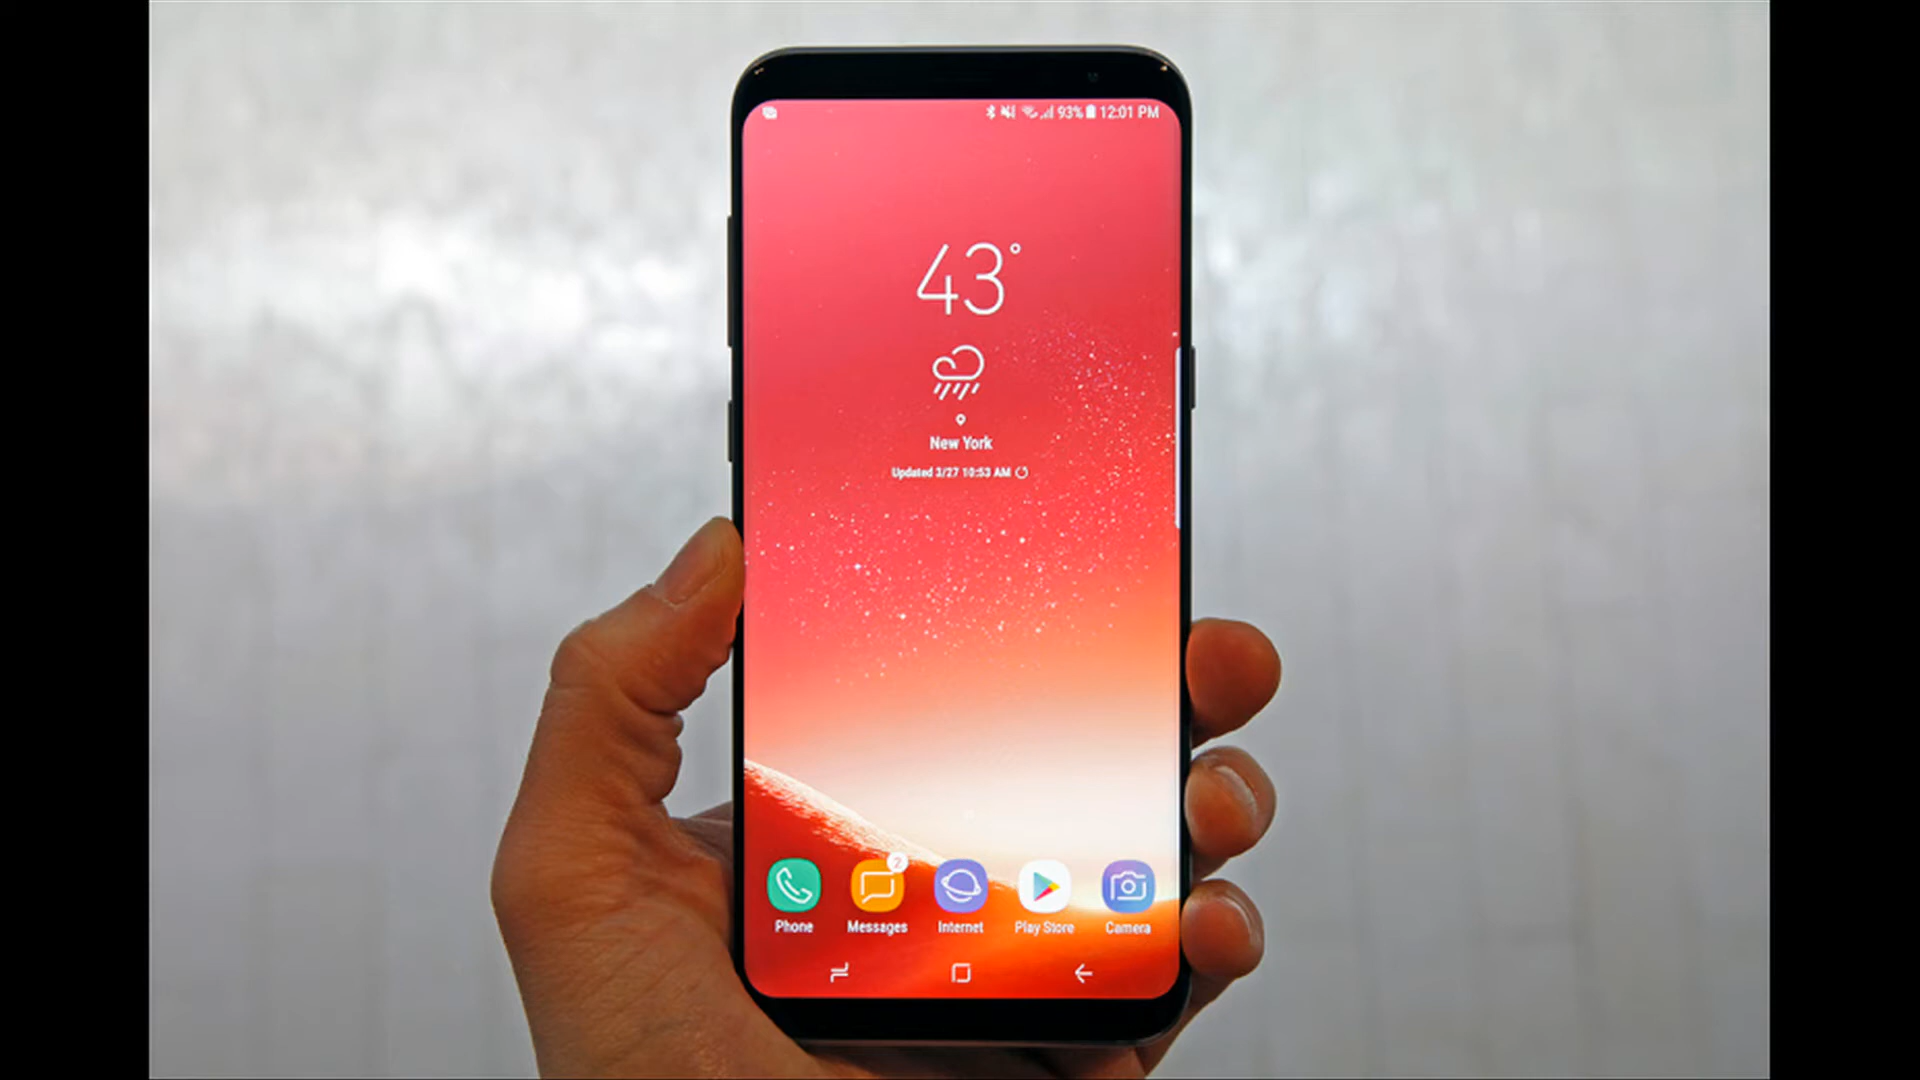 93% 12:01 PM
43°
New York
Updated 3/27 10:53 AM
2
Phone Messages Internet Play Store Camera